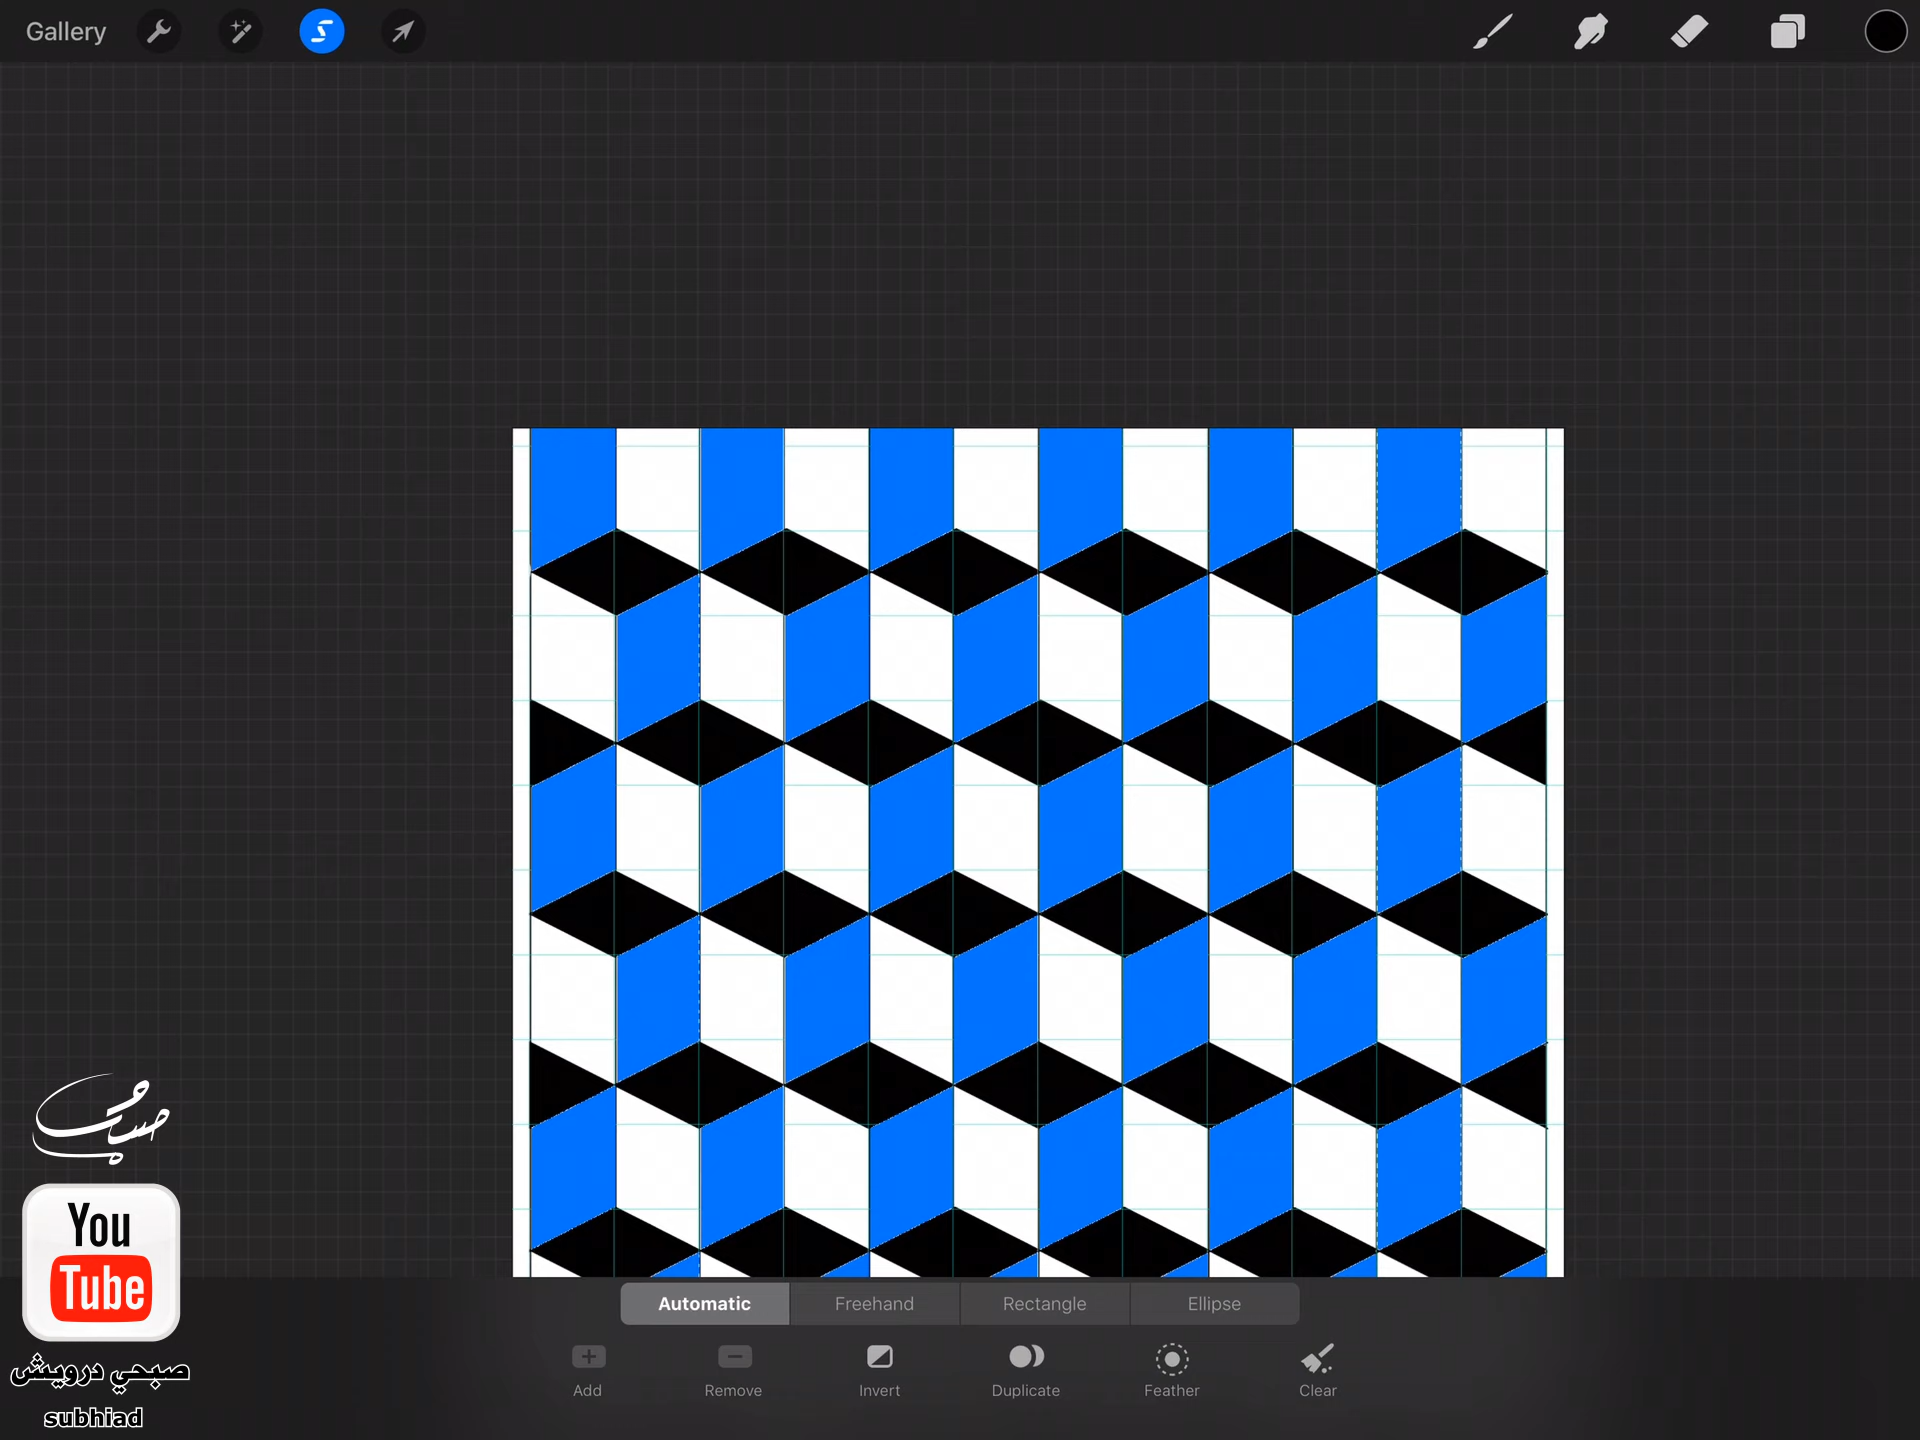 Gallery
Automatic Freehand Rectangle Ellipse
Add Remove Invert Duplicate Feather Clear
You
Tube
صبحي درويش
subhiad